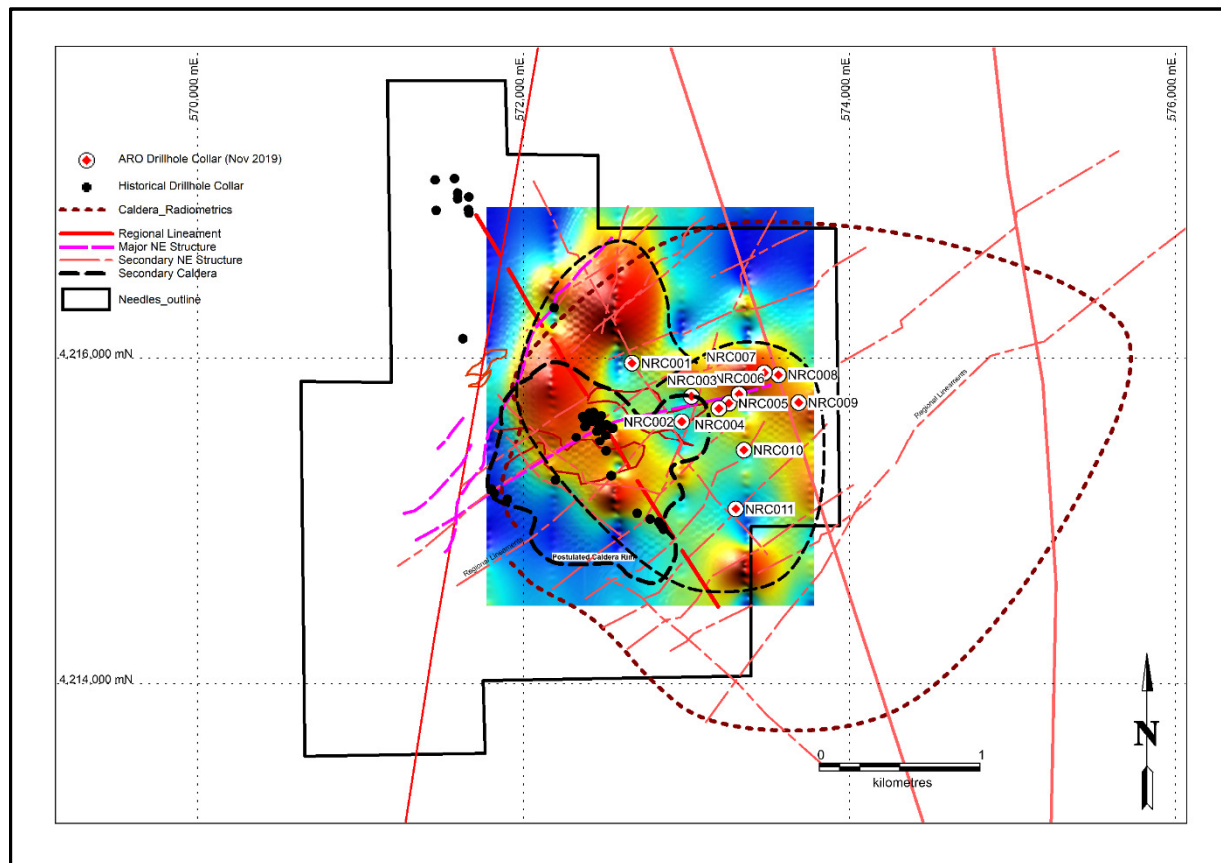 570,000 mE
572,000 mE
574,000 mE
576,000 mE
ARO Drillhole Collar (Nov 2019)
Historical Drillhole Collar
Caldera_Radiometrics
Regional Lineament
Major NE Structure
Secondary NE Structure
Secondary Caldera
Needles_outline
4,216,000 mN
NRC001
NRC007
NRC008
NRC003
NRC006
NRC009
NRC005
NRC002
NRC004
NRC010
NRC011
Regional Lineaments
Regional Lineaments
Postulated Caldera Rim
4,214,000 mN
0
1
kilometres
N